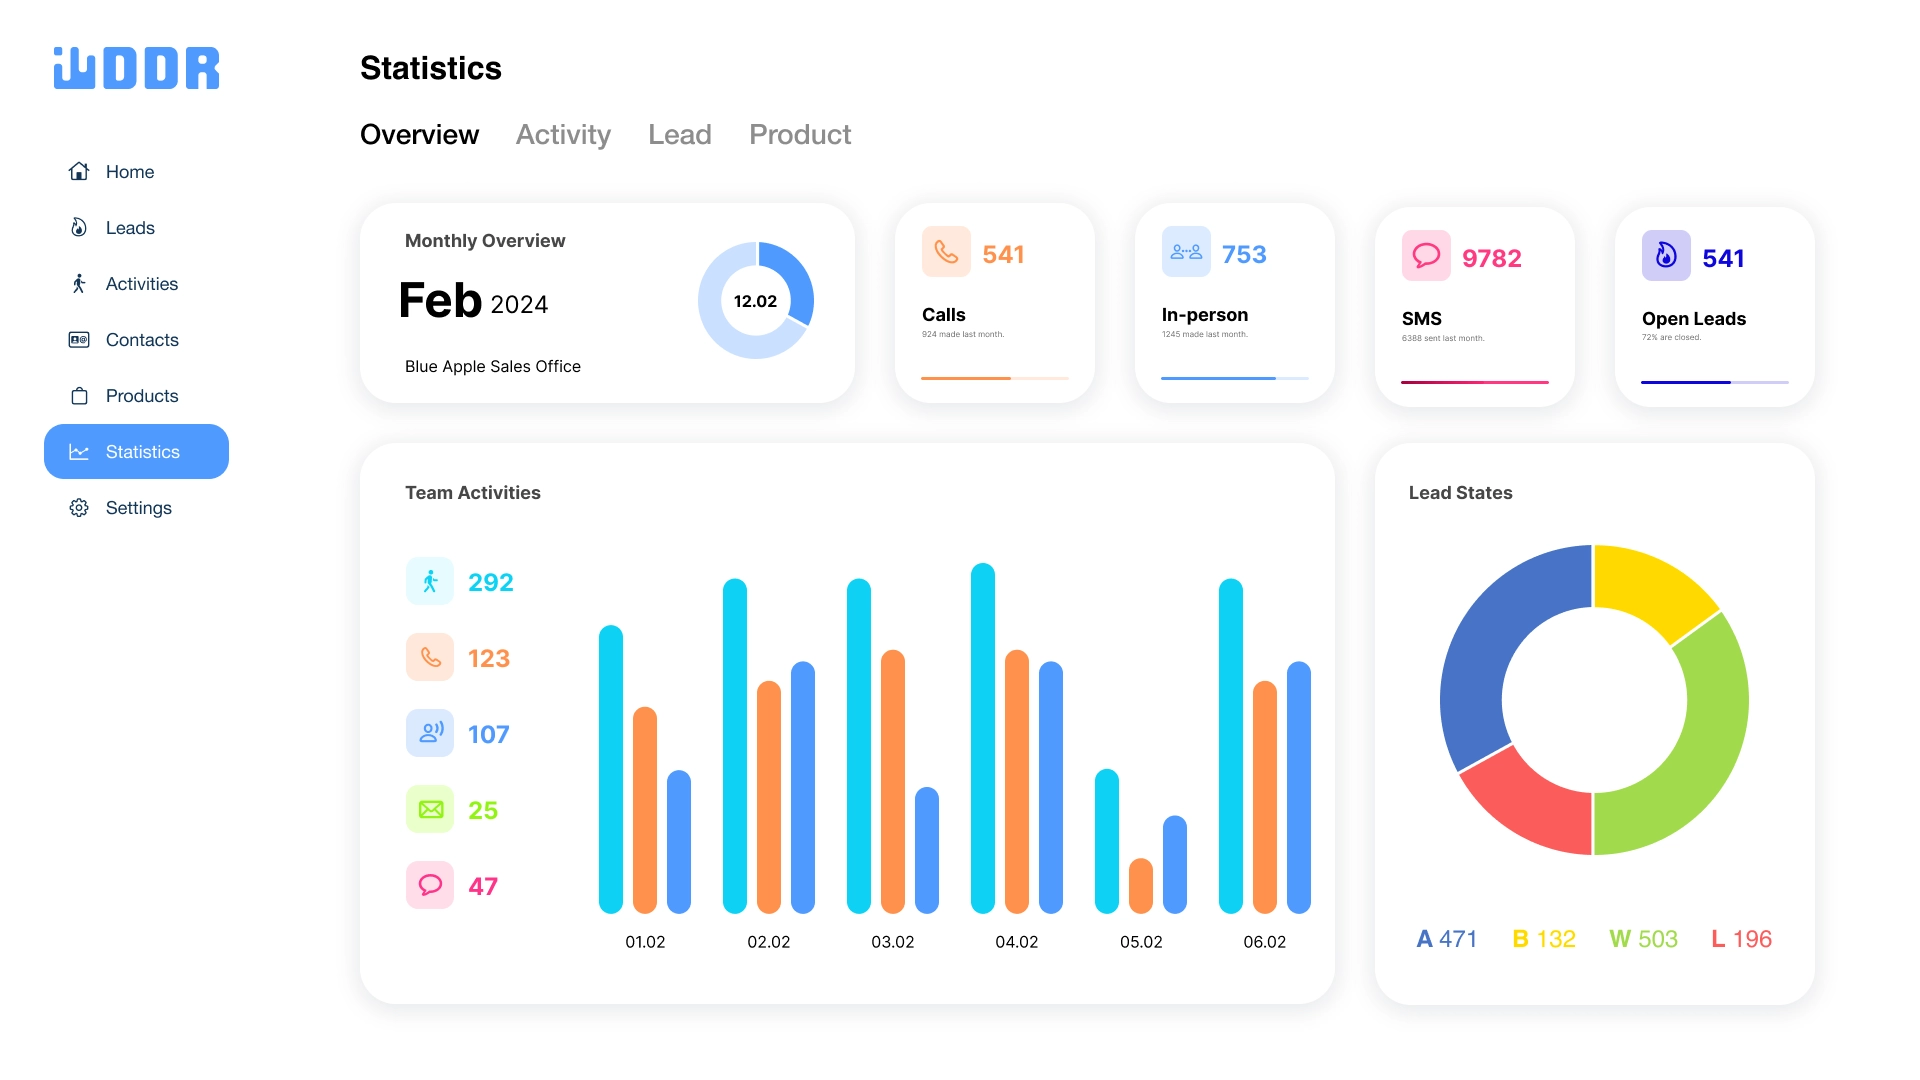 DDR
Home
Leads
Activities
Contacts
Products
Statistics
Settings
Statistics
Overview Activity Lead Product
Monthly Overview
Feb 2024
12.02
Blue Apple Sales Office
541
Calls
924 made last month.
753
In-person
1245 made last month.
9782
SMS
6388 sent last month.
541
Open Leads
72% are closed.
Team Activities
292
123
107
25
47
01.02 02.02 03.02 04.02 05.02 06.02
Lead States
A 471 B 132 W 503 L 196